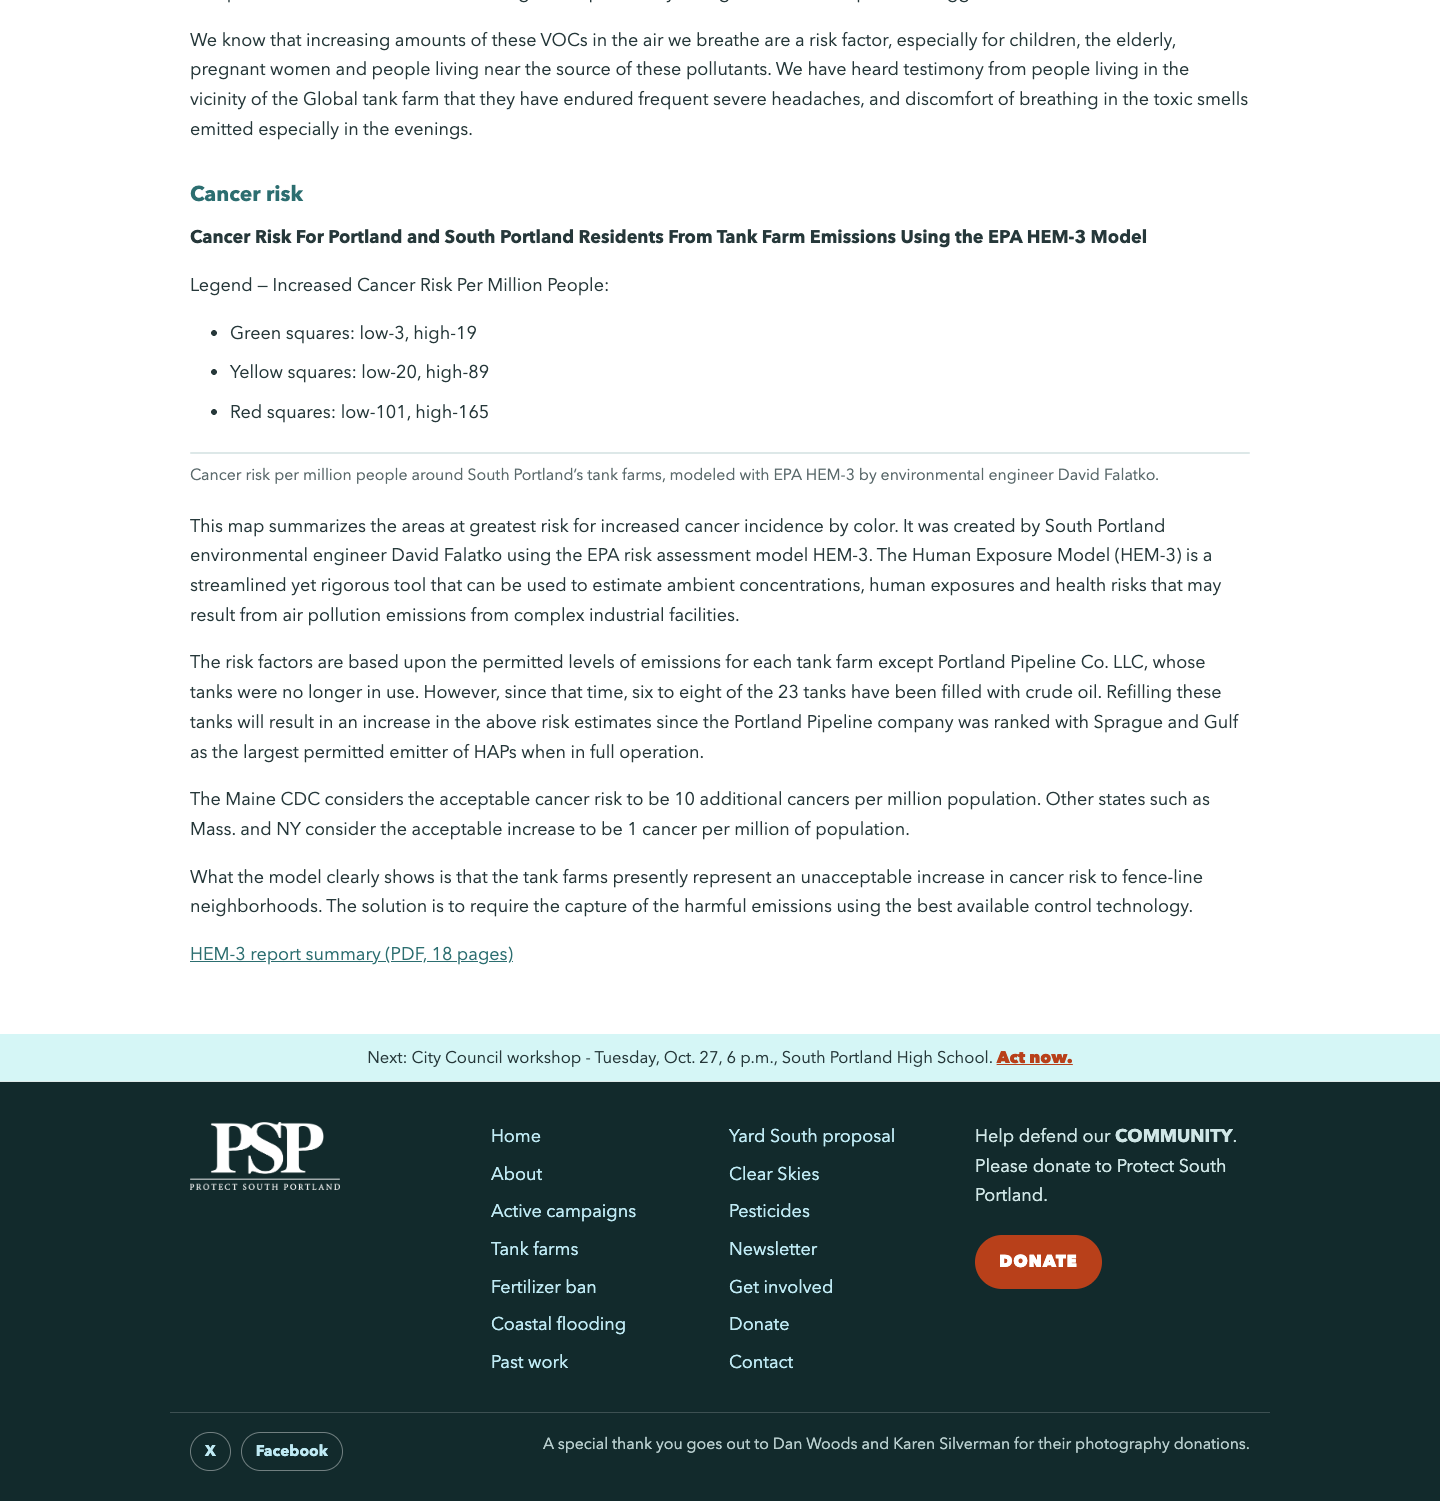 We know that increasing amounts of these VOCs in the air we breathe are a risk factor, especially for children, the elderly,
pregnant women and people living near the source of these pollutants. We have heard testimony from people living in the
vicinity of the Global tank farm that they have endured frequent severe headaches, and discomfort of breathing in the toxic smells
emitted especially in the evenings.
Cancer risk
Cancer Risk For Portland and South Portland Residents From Tank Farm Emissions Using the EPA HEM-3 Model
Legend — Increased Cancer Risk Per Million People:
• Green squares: low-3, high-19
• Yellow squares: low-20, high-89
• Red squares: low-101, high-165
Cancer risk per million people around South Portland’s tank farms, modeled with EPA HEM-3 by environmental engineer David Falatko.
This map summarizes the areas at greatest risk for increased cancer incidence by color. It was created by South Portland
environmental engineer David Falatko using the EPA risk assessment model HEM-3. The Human Exposure Model (HEM-3) is a
streamlined yet rigorous tool that can be used to estimate ambient concentrations, human exposures and health risks that may
result from air pollution emissions from complex industrial facilities.
The risk factors are based upon the permitted levels of emissions for each tank farm except Portland Pipeline Co. LLC, whose
tanks were no longer in use. However, since that time, six to eight of the 23 tanks have been filled with crude oil. Refilling these
tanks will result in an increase in the above risk estimates since the Portland Pipeline company was ranked with Sprague and Gulf
as the largest permitted emitter of HAPs when in full operation.
The Maine CDC considers the acceptable cancer risk to be 10 additional cancers per million population. Other states such as
Mass. and NY consider the acceptable increase to be 1 cancer per million of population.
What the model clearly shows is that the tank farms presently represent an unacceptable increase in cancer risk to fence-line
neighborhoods. The solution is to require the capture of the harmful emissions using the best available control technology.
HEM-3 report summary (PDF, 18 pages)
Next: City Council workshop - Tuesday, Oct. 27, 6 p.m., South Portland High School. Act now.
PSP
PROTECT SOUTH PORTLAND
Home
About
Active campaigns
Tank farms
Fertilizer ban
Coastal flooding
Past work
Yard South proposal
Clear Skies
Pesticides
Newsletter
Get involved
Donate
Contact
Help defend our COMMUNITY.
Please donate to Protect South
Portland.
DONATE
X
Facebook
A special thank you goes out to Dan Woods and Karen Silverman for their photography donations.